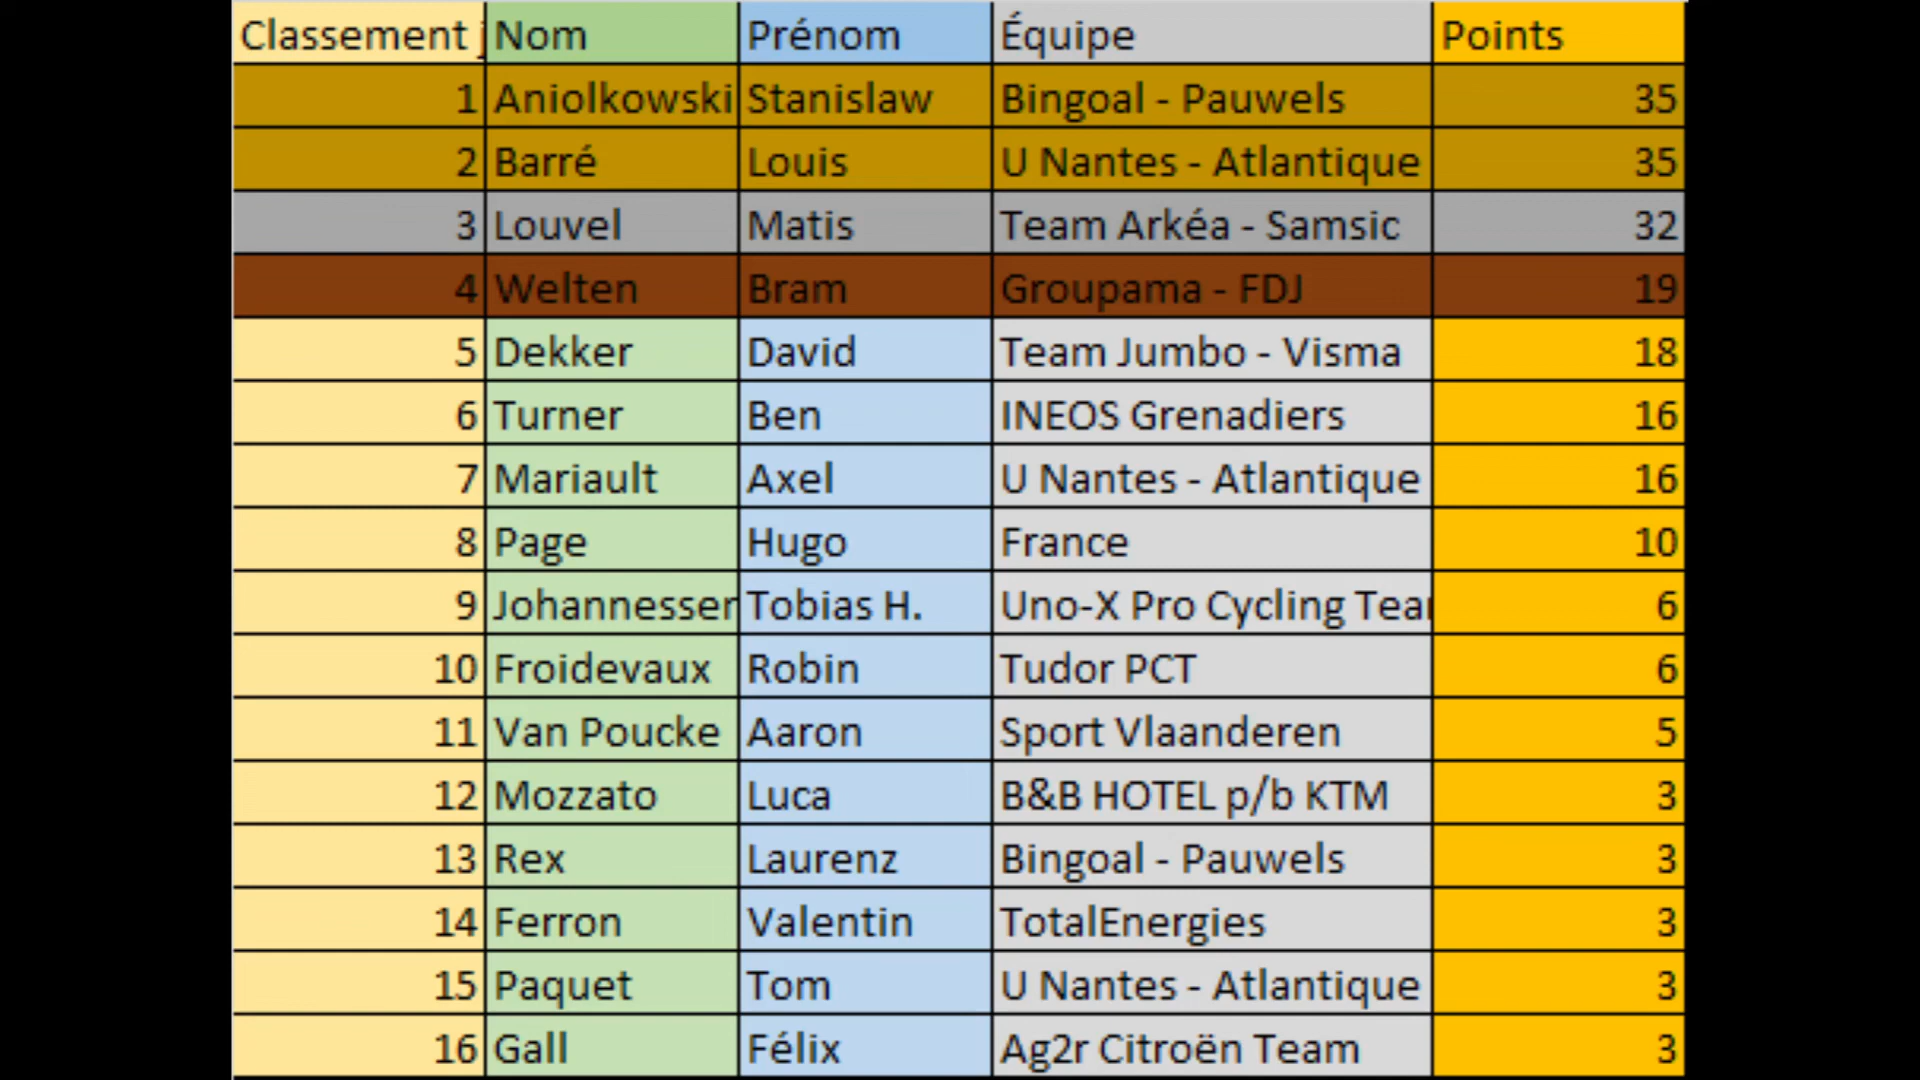 Classement j Nom Prénom Équipe Points
1 Aniolkowski Stanislaw Bingoal - Pauwels 35
2 Barré Louis U Nantes - Atlantique 35
3 Louvel Matis Team Arkéa - Samsic 32
4 Welten Bram Groupama - FDJ 19
5 Dekker David Team Jumbo - Visma 18
6 Turner Ben INEOS Grenadiers 16
7 Mariault Axel U Nantes - Atlantique 16
8 Page Hugo France 10
9 Johannessen Tobias H. Uno-X Pro Cycling Tea 6
10 Froidevaux Robin Tudor PCT 6
11 Van Poucke Aaron Sport Vlaanderen 5
12 Mozzato Luca B&B HOTEL p/b KTM 3
13 Rex Laurenz Bingoal - Pauwels 3
14 Ferron Valentin TotalEnergies 3
15 Paquet Tom U Nantes - Atlantique 3
16 Gall Félix Ag2r Citroën Team 3